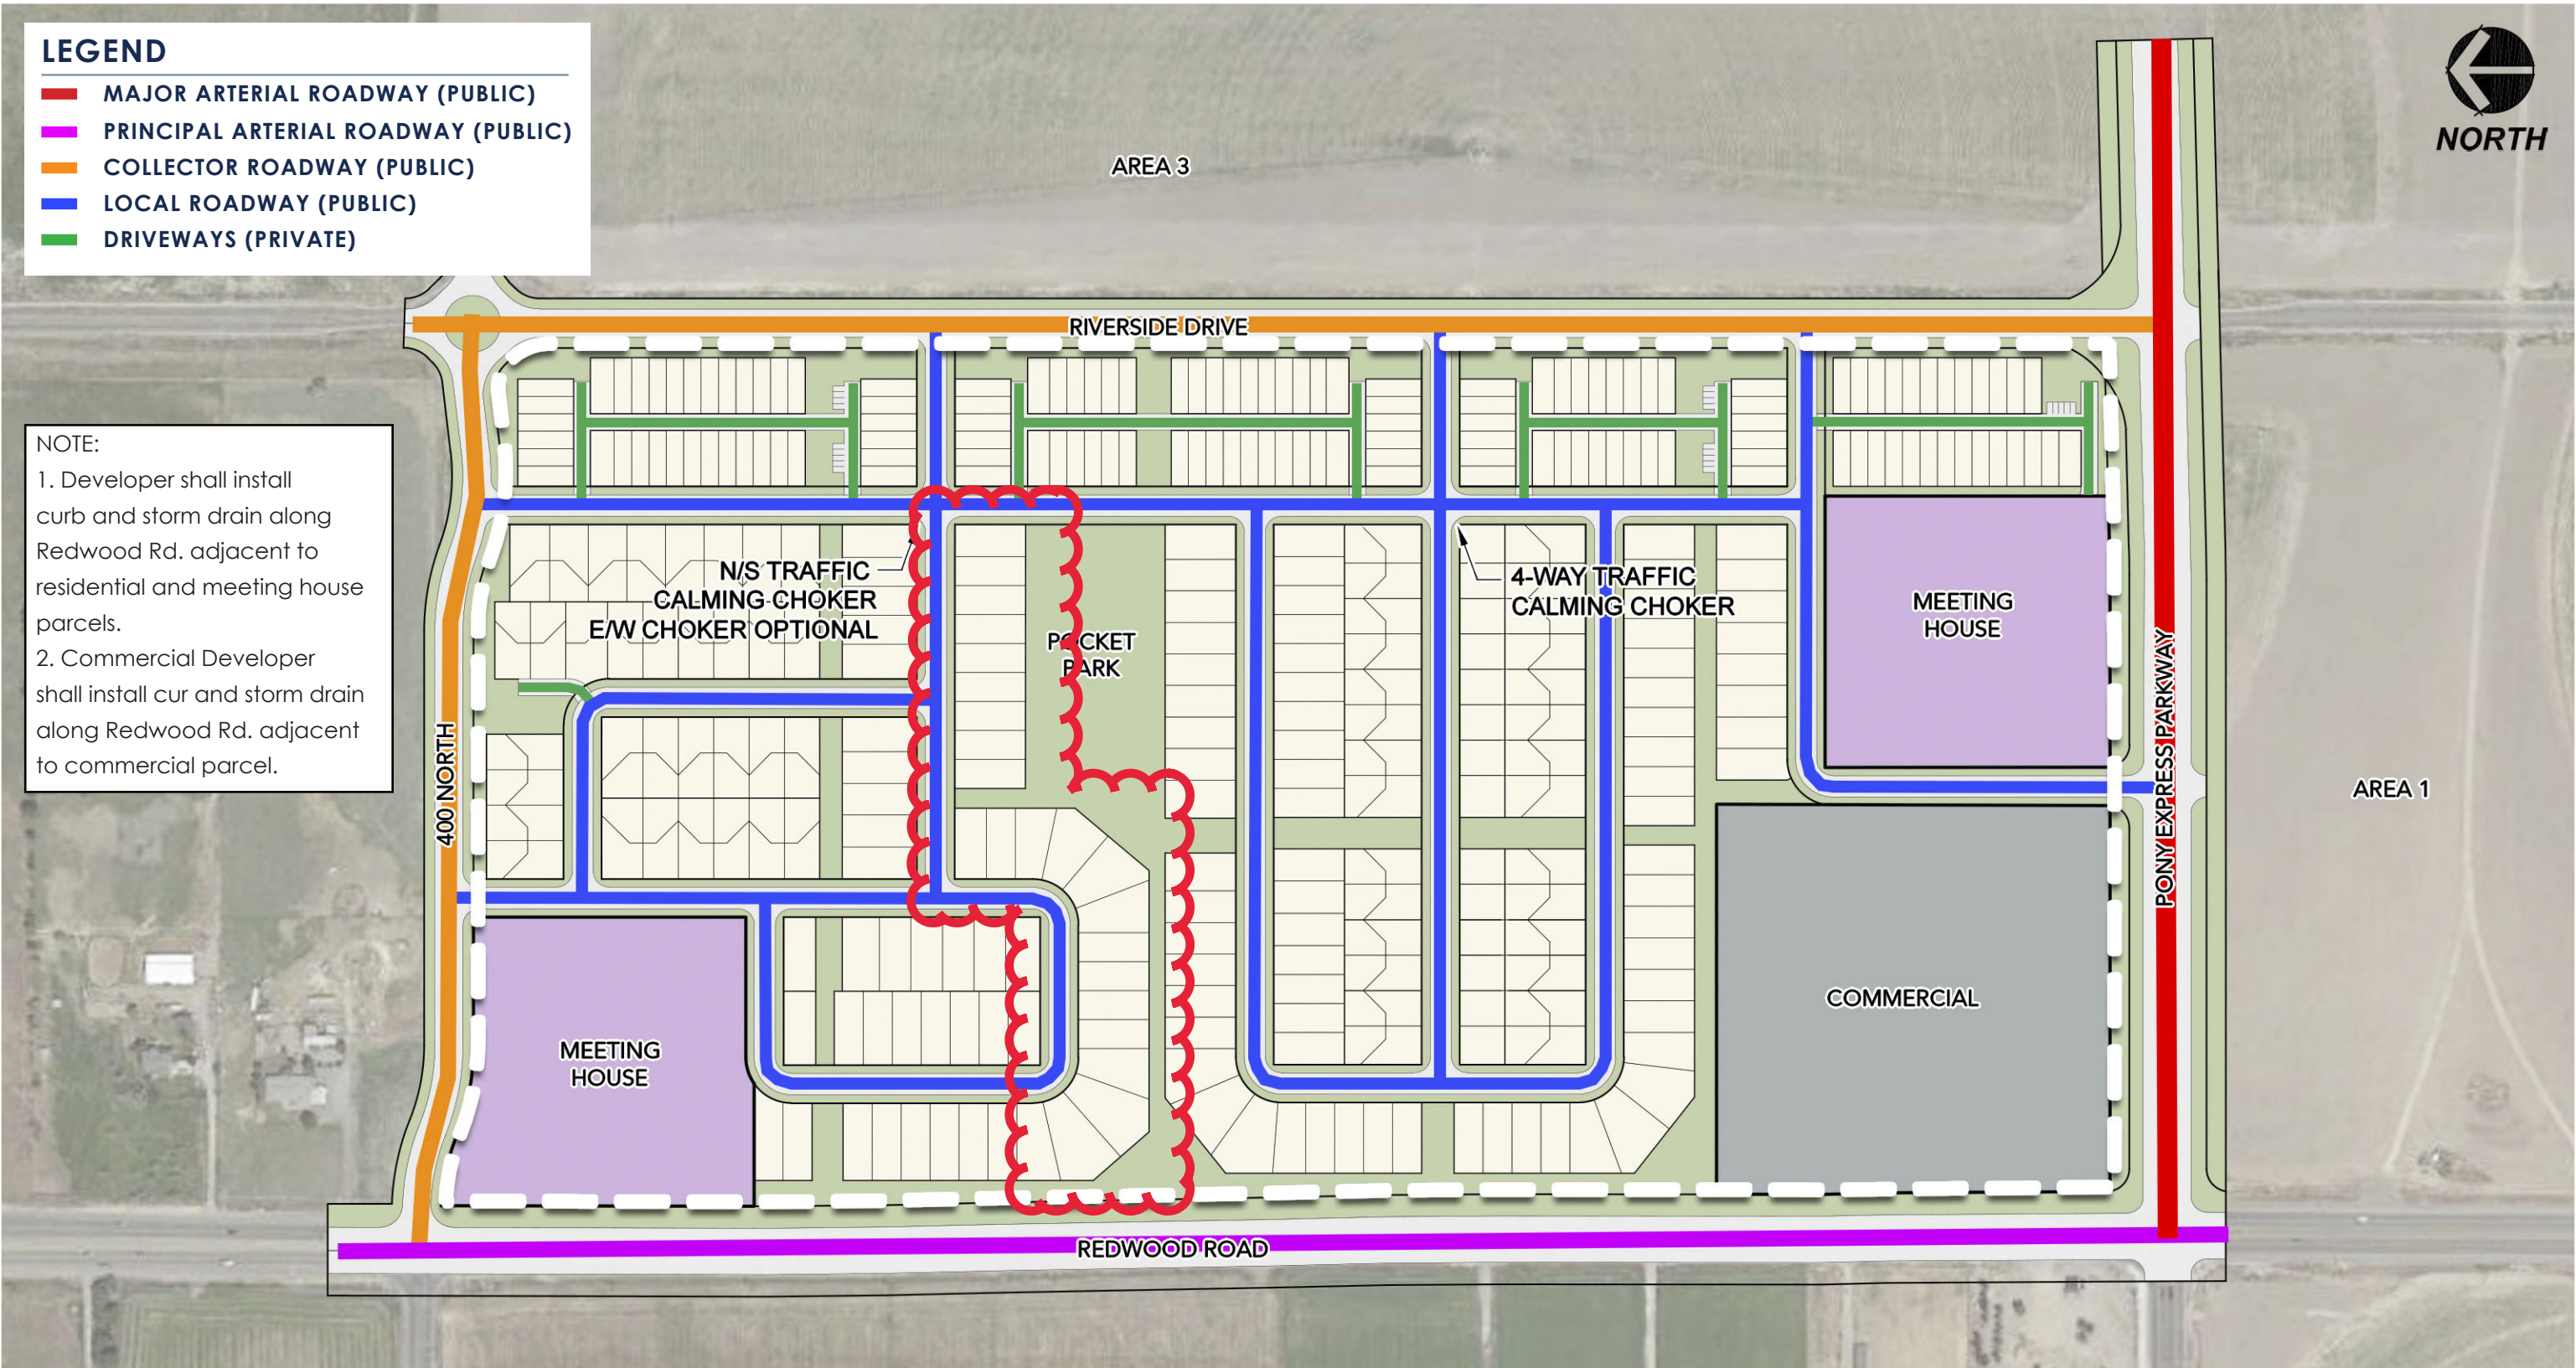 LEGEND
MAJOR ARTERIAL ROADWAY (PUBLIC)
PRINCIPAL ARTERIAL ROADWAY (PUBLIC)
COLLECTOR ROADWAY (PUBLIC)
LOCAL ROADWAY (PUBLIC)
DRIVEWAYS (PRIVATE)
NORTH
AREA 3
RIVERSIDE DRIVE
NOTE:
1. Developer shall install
curb and storm drain along
Redwood Rd. adjacent to
residential and meeting house
parcels.
2. Commercial Developer
shall install cur and storm drain
along Redwood Rd. adjacent
to commercial parcel.
N/S TRAFFIC
CALMING CHOKER
E/W CHOKER OPTIONAL
POCKET
PARK
4-WAY TRAFFIC
CALMING CHOKER
MEETING
HOUSE
400 NORTH
PONY EXPRESS PARKWAY
AREA 1
COMMERCIAL
MEETING
HOUSE
REDWOOD ROAD